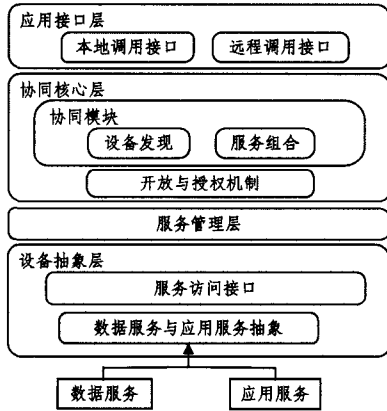 应用接口层
本地调用接口 远程调用接口
协同核心层
协同模块
设备发现 服务组合
开放与授权机制
服务管理层
设备抽象层
服务访问接口
数据服务与应用服务抽象
数据服务 应用服务